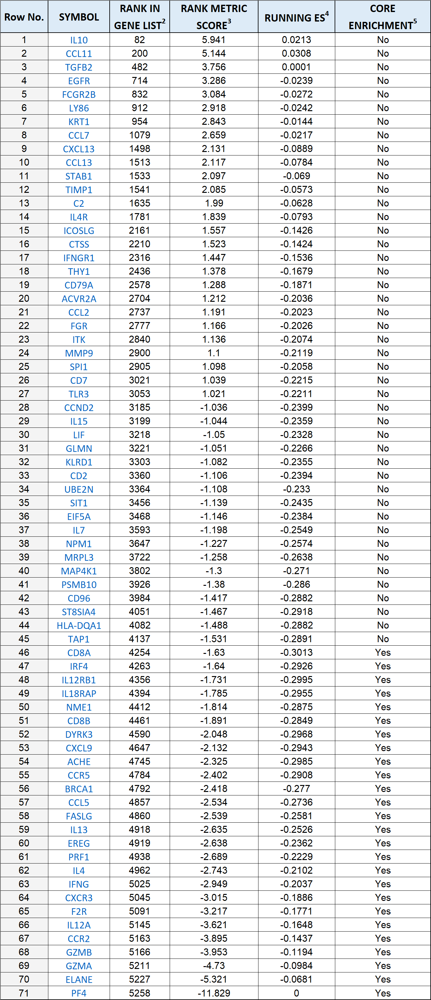 Row No. SYMBOL RANK IN GENE LIST2 RANK METRIC SCORE3 RUNNING ES4 CORE ENRICHMENT5
1 IL10 82 5.941 0.0213 No
2 CCL11 200 5.144 0.0308 No
3 TGFB2 482 3.756 0.0001 No
4 EGFR 714 3.286 -0.0239 No
5 FCGR2B 832 3.084 -0.0272 No
6 LY86 912 2.918 -0.0242 No
7 KRT1 954 2.843 -0.0144 No
8 CCL7 1079 2.659 -0.0217 No
9 CXCL13 1498 2.131 -0.0889 No
10 CCL13 1513 2.117 -0.0784 No
11 STAB1 1533 2.097 -0.069 No
12 TIMP1 1541 2.085 -0.0573 No
13 C2 1635 1.99 -0.0628 No
14 IL4R 1781 1.839 -0.0793 No
15 ICOSLG 2161 1.557 -0.1426 No
16 CTSS 2210 1.523 -0.1424 No
17 IFNGR1 2316 1.447 -0.1536 No
18 THY1 2436 1.378 -0.1679 No
19 CD79A 2578 1.288 -0.1871 No
20 ACVR2A 2704 1.212 -0.2036 No
21 CCL2 2737 1.191 -0.2023 No
22 FGR 2777 1.166 -0.2026 No
23 ITK 2840 1.136 -0.2074 No
24 MMP9 2900 1.1 -0.2119 No
25 SPI1 2905 1.098 -0.2058 No
26 CD7 3021 1.039 -0.2215 No
27 TLR3 3053 1.021 -0.2211 No
28 CCND2 3185 -1.036 -0.2399 No
29 IL15 3199 -1.044 -0.2359 No
30 LIF 3218 -1.05 -0.2328 No
31 GLMN 3221 -1.051 -0.2266 No
32 KLRD1 3303 -1.082 -0.2355 No
33 CD2 3360 -1.106 -0.2394 No
34 UBE2N 3364 -1.108 -0.233 No
35 SIT1 3456 -1.139 -0.2435 No
36 EIF5A 3468 -1.146 -0.2384 No
37 IL7 3593 -1.198 -0.2549 No
38 NPM1 3647 -1.227 -0.2574 No
39 MRPL3 3722 -1.258 -0.2638 No
40 MAP4K1 3802 -1.3 -0.271 No
41 PSMB10 3926 -1.38 -0.286 No
42 CD96 3984 -1.417 -0.2882 No
43 ST8SIA4 4051 -1.467 -0.2918 No
44 HLA-DQA1 4082 -1.488 -0.2882 No
45 TAP1 4137 -1.531 -0.2891 No
46 CD8A 4254 -1.63 -0.3013 Yes
47 IRF4 4263 -1.64 -0.2926 Yes
48 IL12RB1 4356 -1.731 -0.2995 Yes
49 IL18RAP 4394 -1.785 -0.2955 Yes
50 NME1 4412 -1.814 -0.2875 Yes
51 CD8B 4461 -1.891 -0.2849 Yes
52 DYRK3 4590 -2.048 -0.2968 Yes
53 CXCL9 4647 -2.132 -0.2943 Yes
54 ACHE 4745 -2.325 -0.2985 Yes
55 CCR5 4784 -2.402 -0.2908 Yes
56 BRCA1 4792 -2.418 -0.277 Yes
57 CCL5 4857 -2.534 -0.2736 Yes
58 FASLG 4860 -2.539 -0.2581 Yes
59 IL13 4918 -2.635 -0.2526 Yes
60 EREG 4919 -2.638 -0.2362 Yes
61 PRF1 4938 -2.689 -0.2229 Yes
62 IL4 4962 -2.743 -0.2102 Yes
63 IFNG 5025 -2.949 -0.2037 Yes
64 CXCR3 5045 -3.015 -0.1886 Yes
65 F2R 5091 -3.217 -0.1771 Yes
66 IL12A 5145 -3.621 -0.1648 Yes
67 CCR2 5163 -3.895 -0.1437 Yes
68 GZMB 5166 -3.953 -0.1194 Yes
69 GZMA 5211 -4.73 -0.0984 Yes
70 ELANE 5227 -5.321 -0.0681 Yes
71 PF4 5258 -11.829 0 Yes